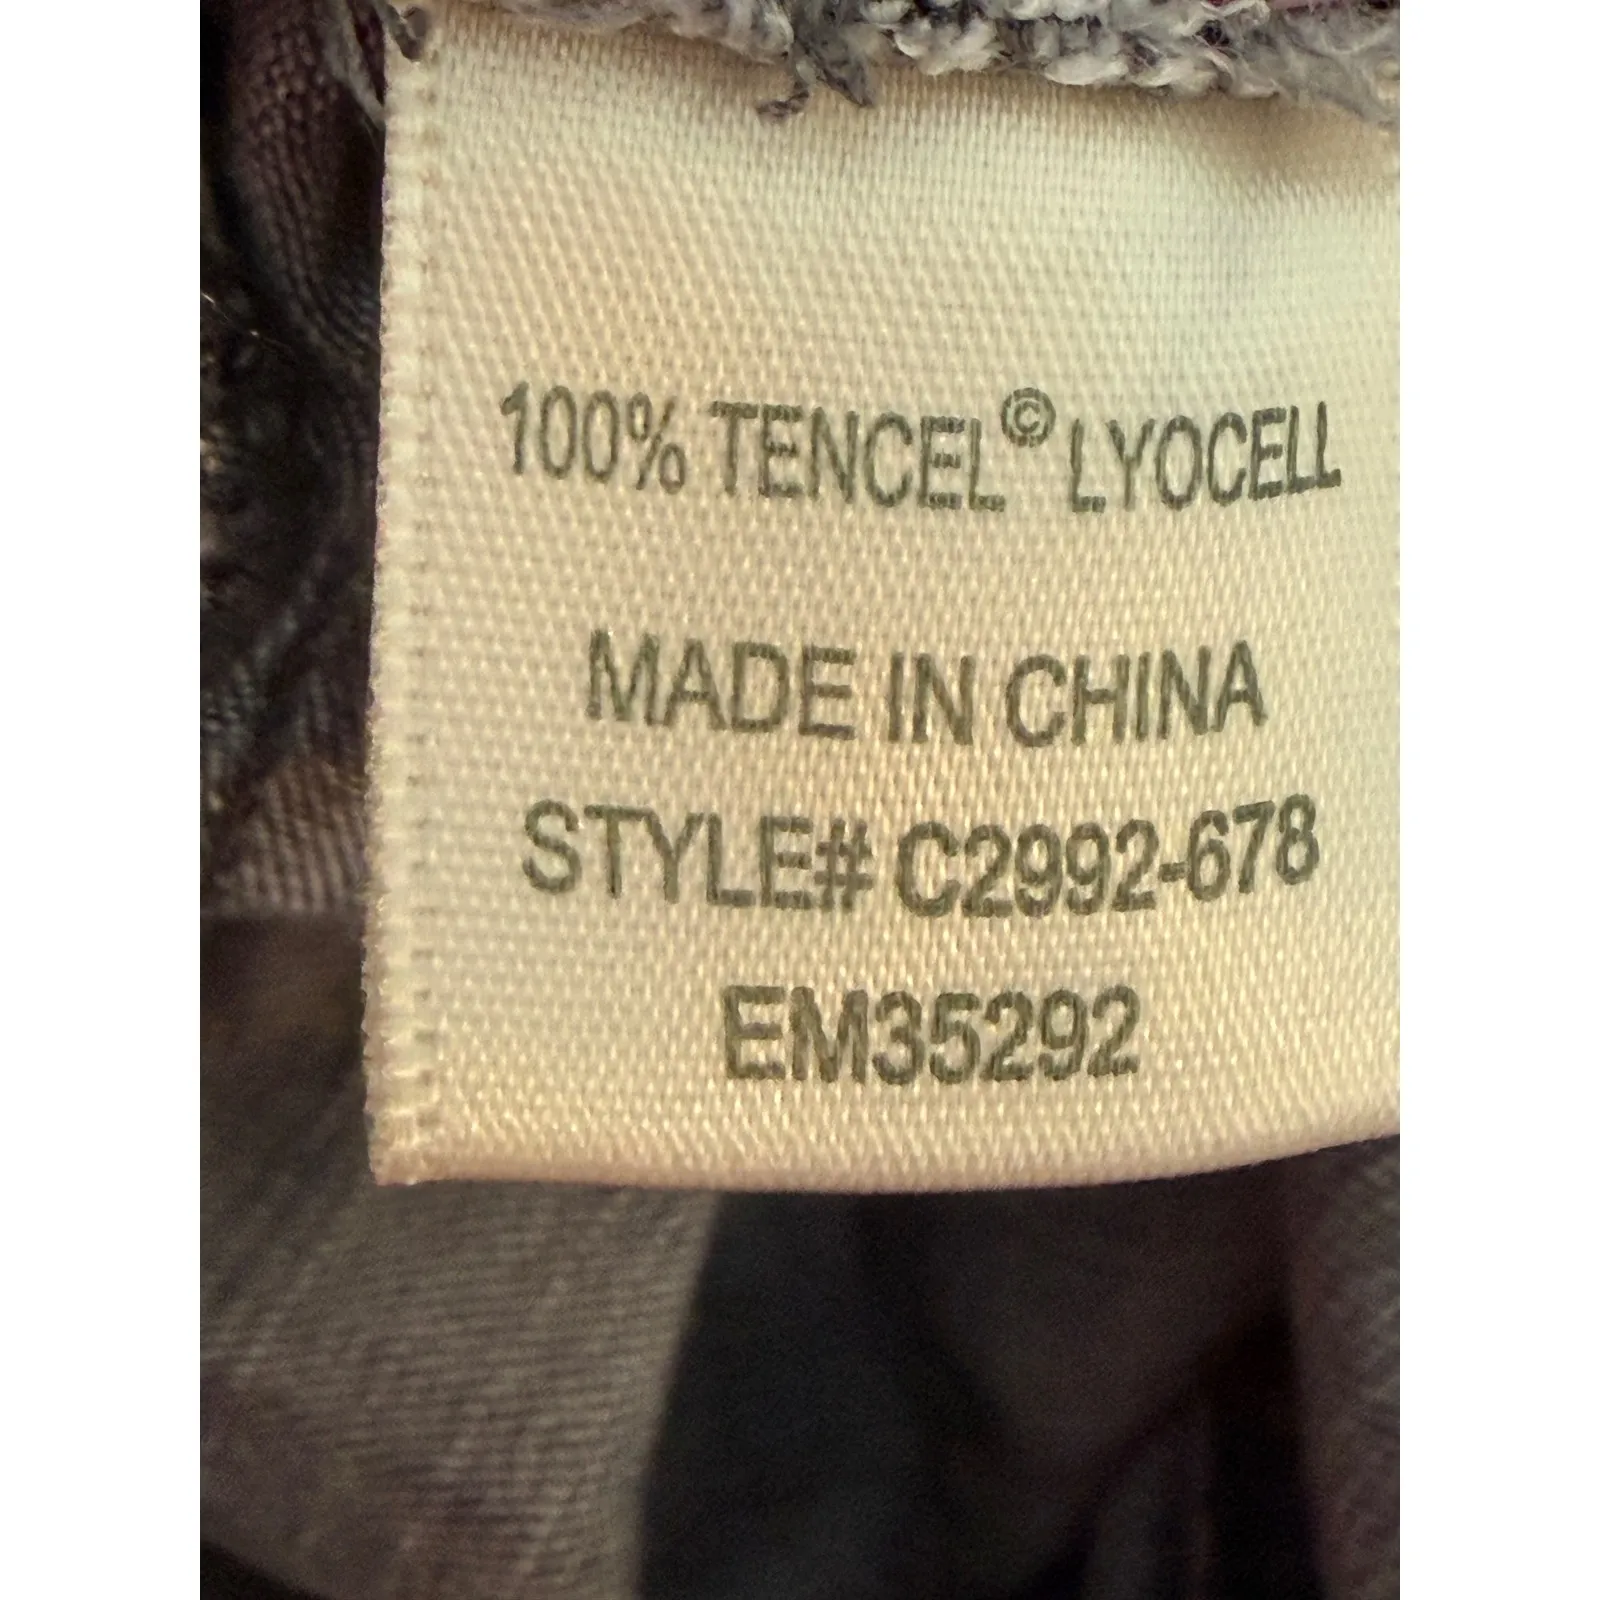 100% TENCEL© LYOCELL
MADE IN CHINA
STYLE# C2992-678
EM35292